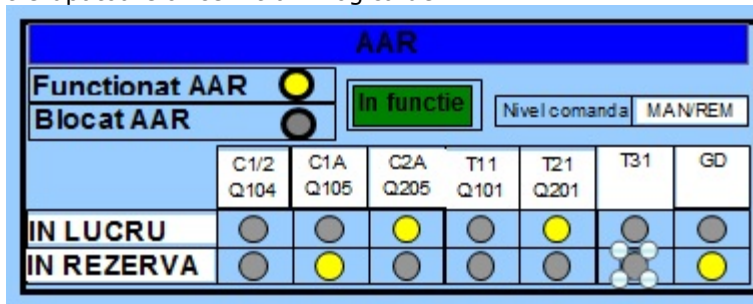 AAR
Functionat AAR
Blocat AAR
In functie
Nivel comanda MAN/REM
C1/2 C1A C2A T11 T21 T31 GD
Q104 Q105 Q205 Q101 Q201
IN LUCRU
IN REZERVA